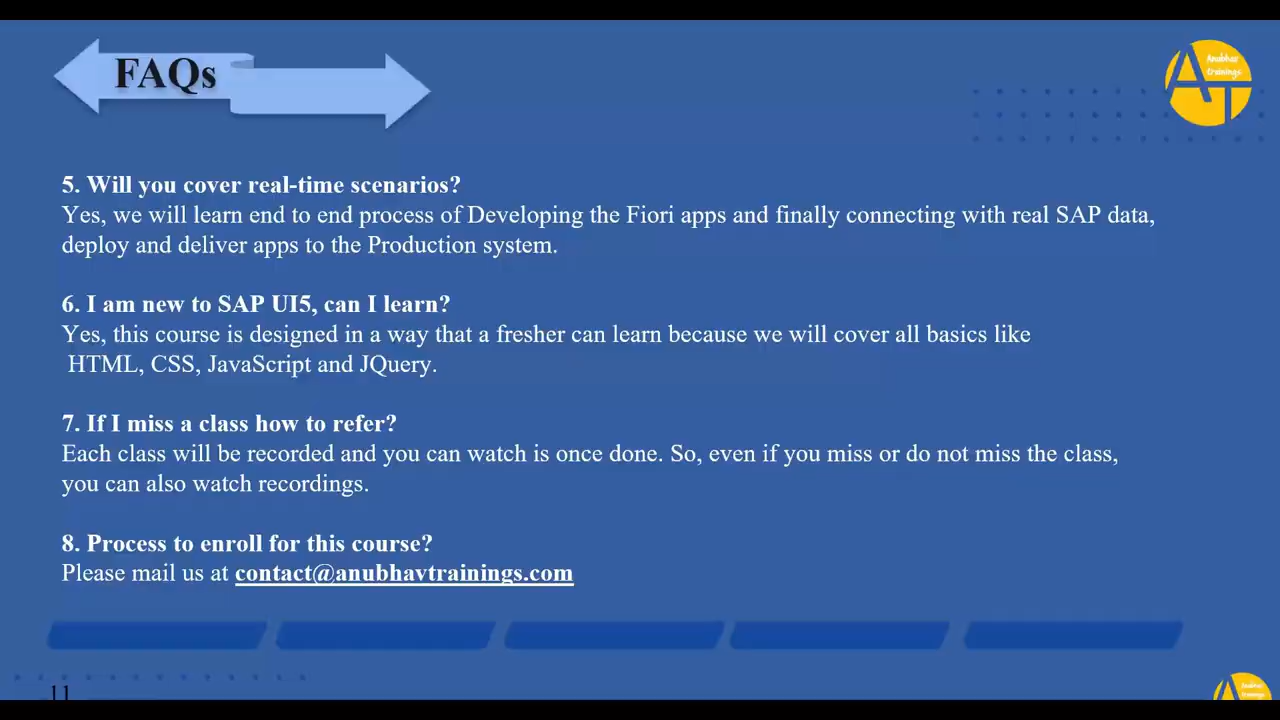 FAQs
Anubhav
trainings
5. Will you cover real-time scenarios?
Yes, we will learn end to end process of Developing the Fiori apps and finally connecting with real SAP data,
deploy and deliver apps to the Production system.
6. I am new to SAP UI5, can I learn?
Yes, this course is designed in a way that a fresher can learn because we will cover all basics like
HTML, CSS, JavaScript and JQuery.
7. If I miss a class how to refer?
Each class will be recorded and you can watch is once done. So, even if you miss or do not miss the class,
you can also watch recordings.
8. Process to enroll for this course?
Please mail us at contact@anubhavtrainings.com
11
Anubhav
trainings